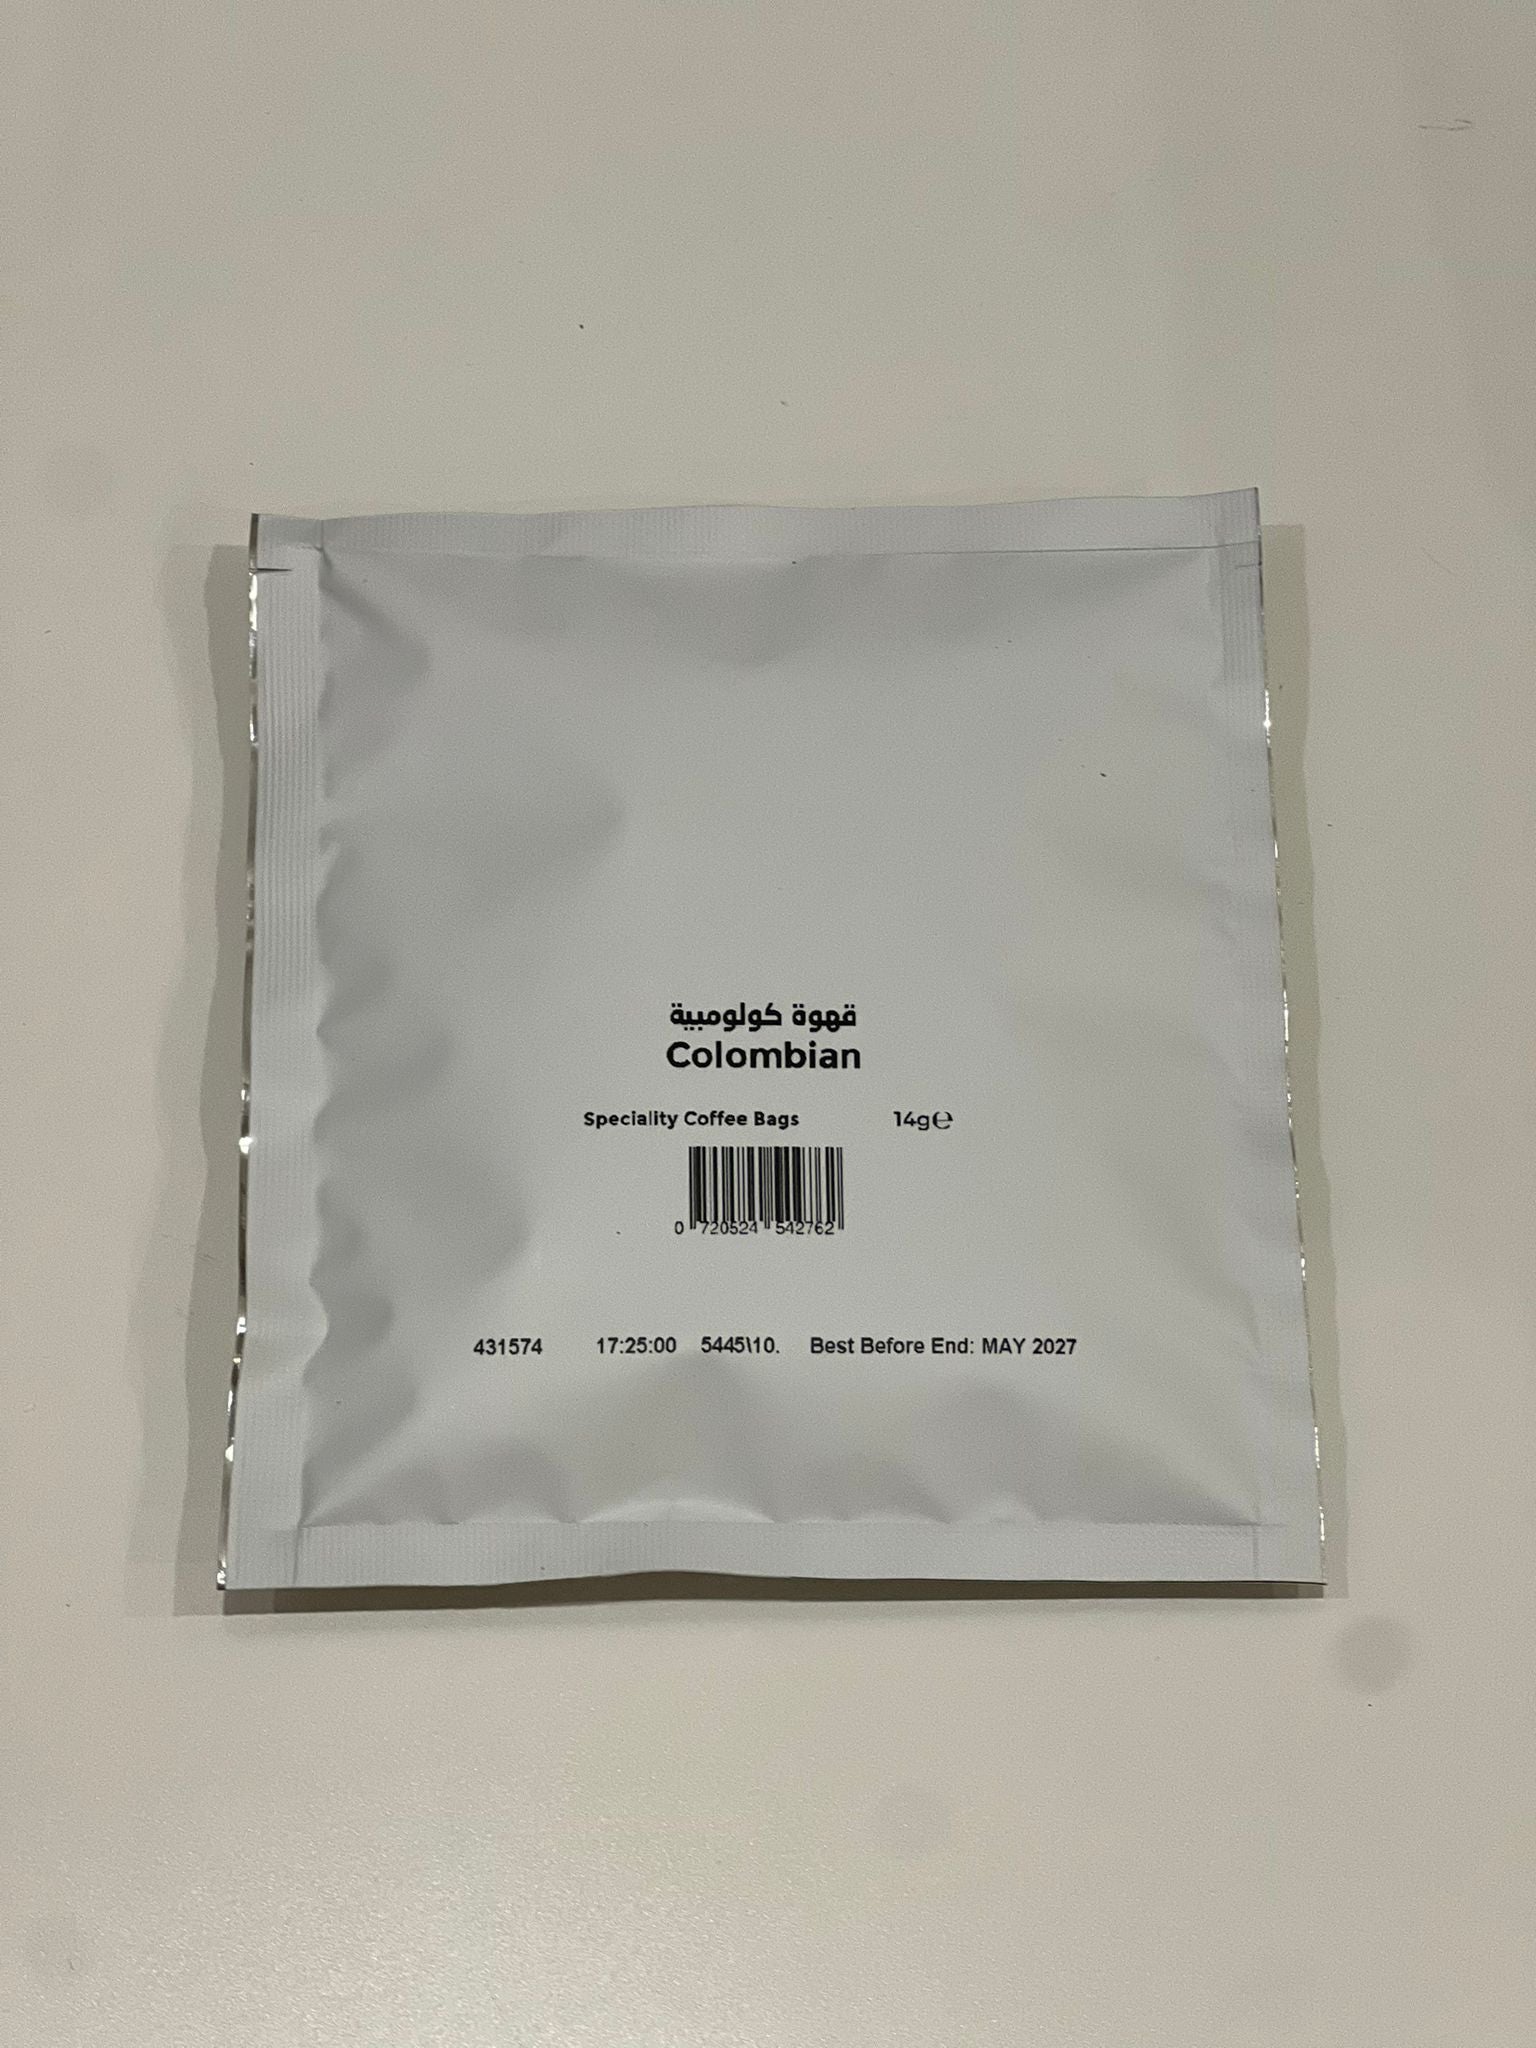 قهوة كولومبية
Colombian
Speciality Coffee Bags 14g℮
0 720524 542762
431574 17:25:00 5445\10. Best Before End: MAY 2027